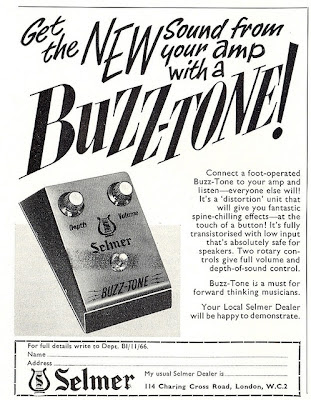 Get the NEW Sound from your amp with a
BUZZ-TONE!
Connect a foot-operated
Buzz-Tone to your amp and
listen—everyone else will!
It's a 'distortion' unit that
will give you fantastic
spine-chilling effects—at the
touch of a button! It's fully
transistorised with low input
that's absolutely safe for
speakers. Two rotary con-
trols give full volume and
depth-of-sound control.
Buzz-Tone is a must for
forward thinking musicians.
Your Local Selmer Dealer
will be happy to demonstrate.
Depth Volume
Selmer
BUZZ-TONE
For full details write to Dept. BI/11/66.
Name
Address
My usual Selmer Dealer is
Selmer
114 Charing Cross Road, London, W.C.2